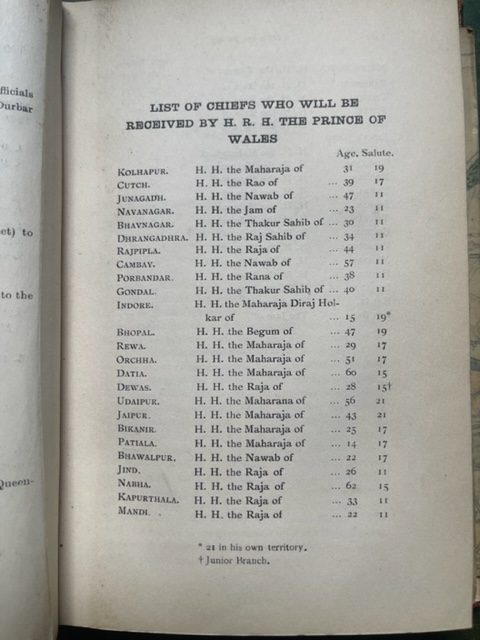 fficials
Durbar
et) to
to the
Queen-
LIST OF CHIEFS WHO WILL BE
RECEIVED BY H. R. H. THE PRINCE OF
WALES
Age. Salute.
KOLHAPUR. H. H. the Maharaja of 31 19
CUTCH. H. H. the Rao of ... 39 17
JUNAGADH. H. H. the Nawab of ... 47 11
NAVANAGAR. H. H. the Jam of ... 23 11
BHAVNAGAR. H. H. the Thakur Sahib of ... 30 11
DHRANGADHRA. H. H. the Raj Sahib of ... 34 11
RAJPIPLA. H. H. the Raja of ... 44 11
CAMBAY. H. H. the Nawab of ... 57 11
PORBANDAR. H. H. the Rana of ... 38 11
GONDAL. H. H. the Thakur Sahib of ... 40 11
INDORE. H. H. the Maharaja Diraj Hol-
kar of ... 15 19*
BHOPAL. H. H. the Begum of ... 47 19
REWA. H. H. the Maharaja of ... 29 17
ORCHHA. H. H. the Maharaja of ... 51 17
DATIA. H. H. the Maharaja of ... 60 15
DEWAS. H. H. the Raja of ... 28 15†
UDAIPUR. H. H. the Maharana of ... 56 21
JAIPUR. H. H. the Maharaja of ... 43 21
BIKANIR. H. H. the Maharaja of ... 25 17
PATIALA. H. H. the Maharaja of ... 14 17
BHAWALPUR. H. H. the Nawab of ... 22 17
JIND. H. H. the Raja of ... 26 11
NABHA. H. H. the Raja of ... 62 15
KAPURTHALA. H. H. the Raja of ... 33 11
MANDI. H. H. the Raja of ... 22 11
* 21 in his own territory.
† Junior Branch.